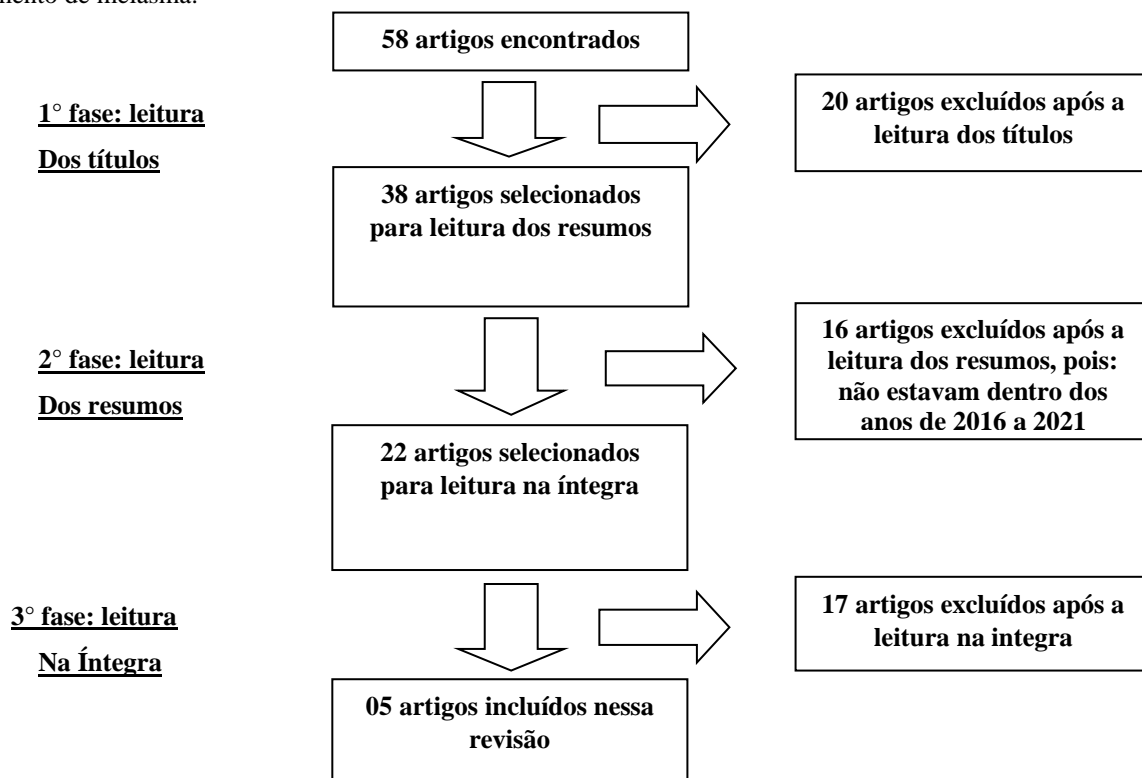 58 artigos encontrados
1° fase: leitura
Dos títulos
20 artigos excluídos após a
leitura dos títulos
38 artigos selecionados
para leitura dos resumos
2° fase: leitura
Dos resumos
16 artigos excluídos após a
leitura dos resumos, pois:
não estavam dentro dos
anos de 2016 a 2021
22 artigos selecionados
para leitura na íntegra
3° fase: leitura
Na Íntegra
17 artigos excluídos após a
leitura na integra
05 artigos incluídos nessa
revisão